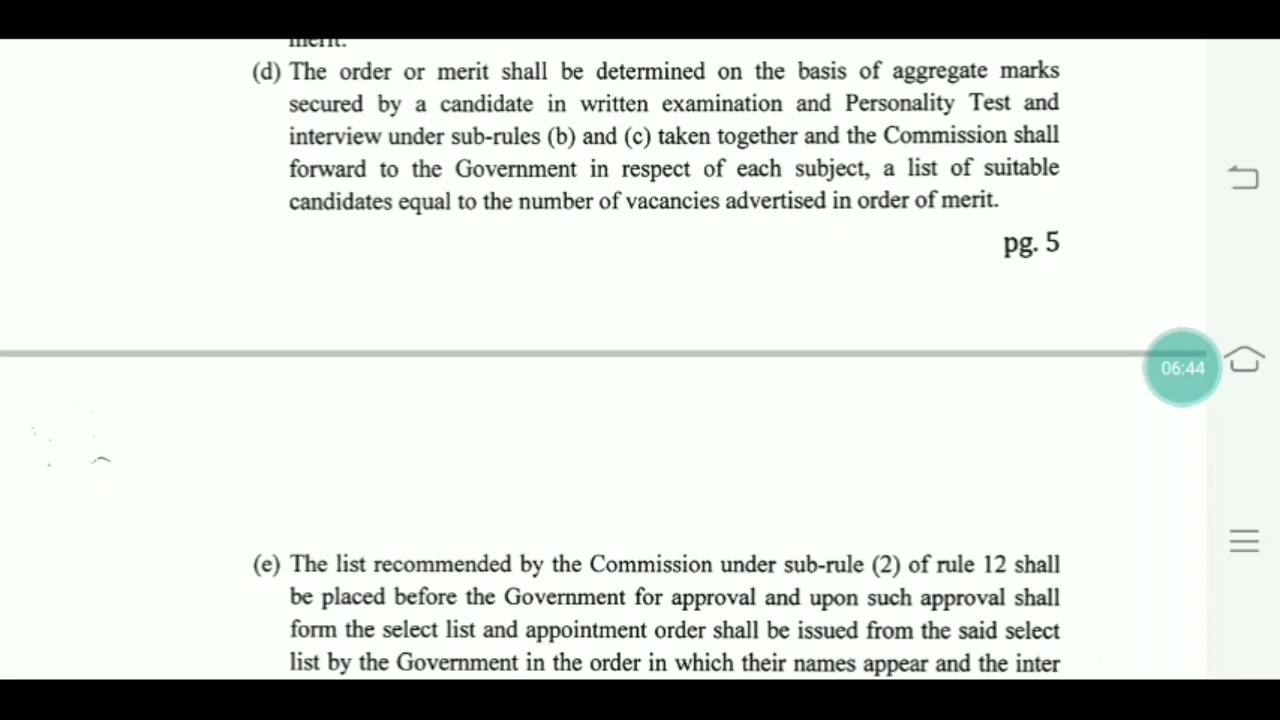 merit.
(d) The order or merit shall be determined on the basis of aggregate marks
secured by a candidate in written examination and Personality Test and
interview under sub-rules (b) and (c) taken together and the Commission shall
forward to the Government in respect of each subject, a list of suitable
candidates equal to the number of vacancies advertised in order of merit.
pg. 5
06:44
(e) The list recommended by the Commission under sub-rule (2) of rule 12 shall
be placed before the Government for approval and upon such approval shall
form the select list and appointment order shall be issued from the said select
list by the Government in the order in which their names appear and the inter